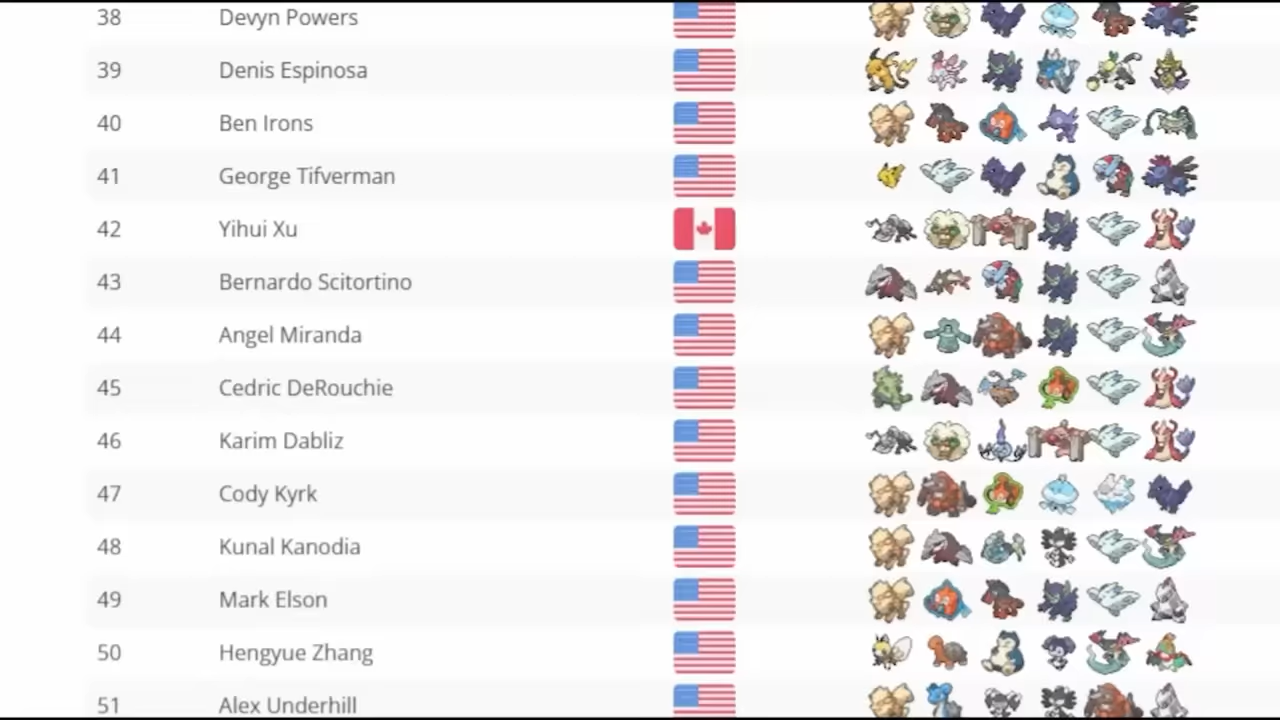 38 Devyn Powers
39 Denis Espinosa
40 Ben Irons
41 George Tifverman
42 Yihui Xu
43 Bernardo Scitortino
44 Angel Miranda
45 Cedric DeRouchie
46 Karim Dabliz
47 Cody Kyrk
48 Kunal Kanodia
49 Mark Elson
50 Hengyue Zhang
51 Alex Underhill